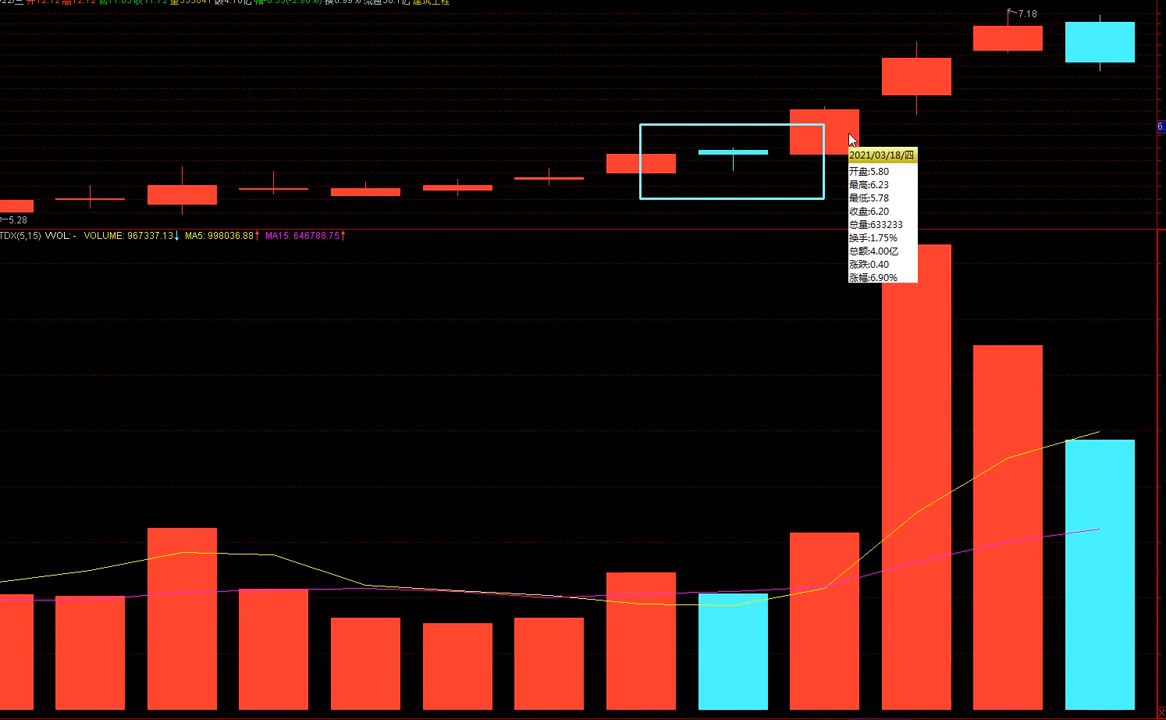 7.18
6.
5.28
TDX(5,15) VVOL: - VOLUME: 967337.13↓ MA5: 998036.88↑ MA15: 646788.75↑
2021/03/18/四
开盘:5.80
最高:6.23
最低:5.78
收盘:6.20
总量:633233
换手:1.75%
总额:4.00亿
涨跌:0.40
涨幅:6.90%